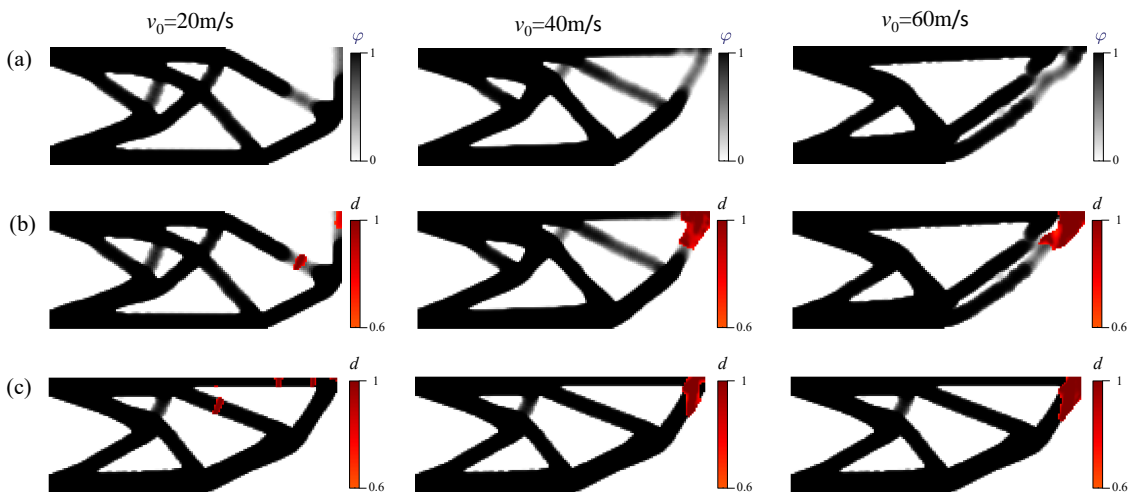 v₀=20m/s v₀=40m/s v₀=60m/s
(a) φ 1 0 φ 1 0 φ 1 0
(b) d 1 0.6 d 1 0.6 d 1 0.6
(c) d 1 0.6 d 1 0.6 d 1 0.6